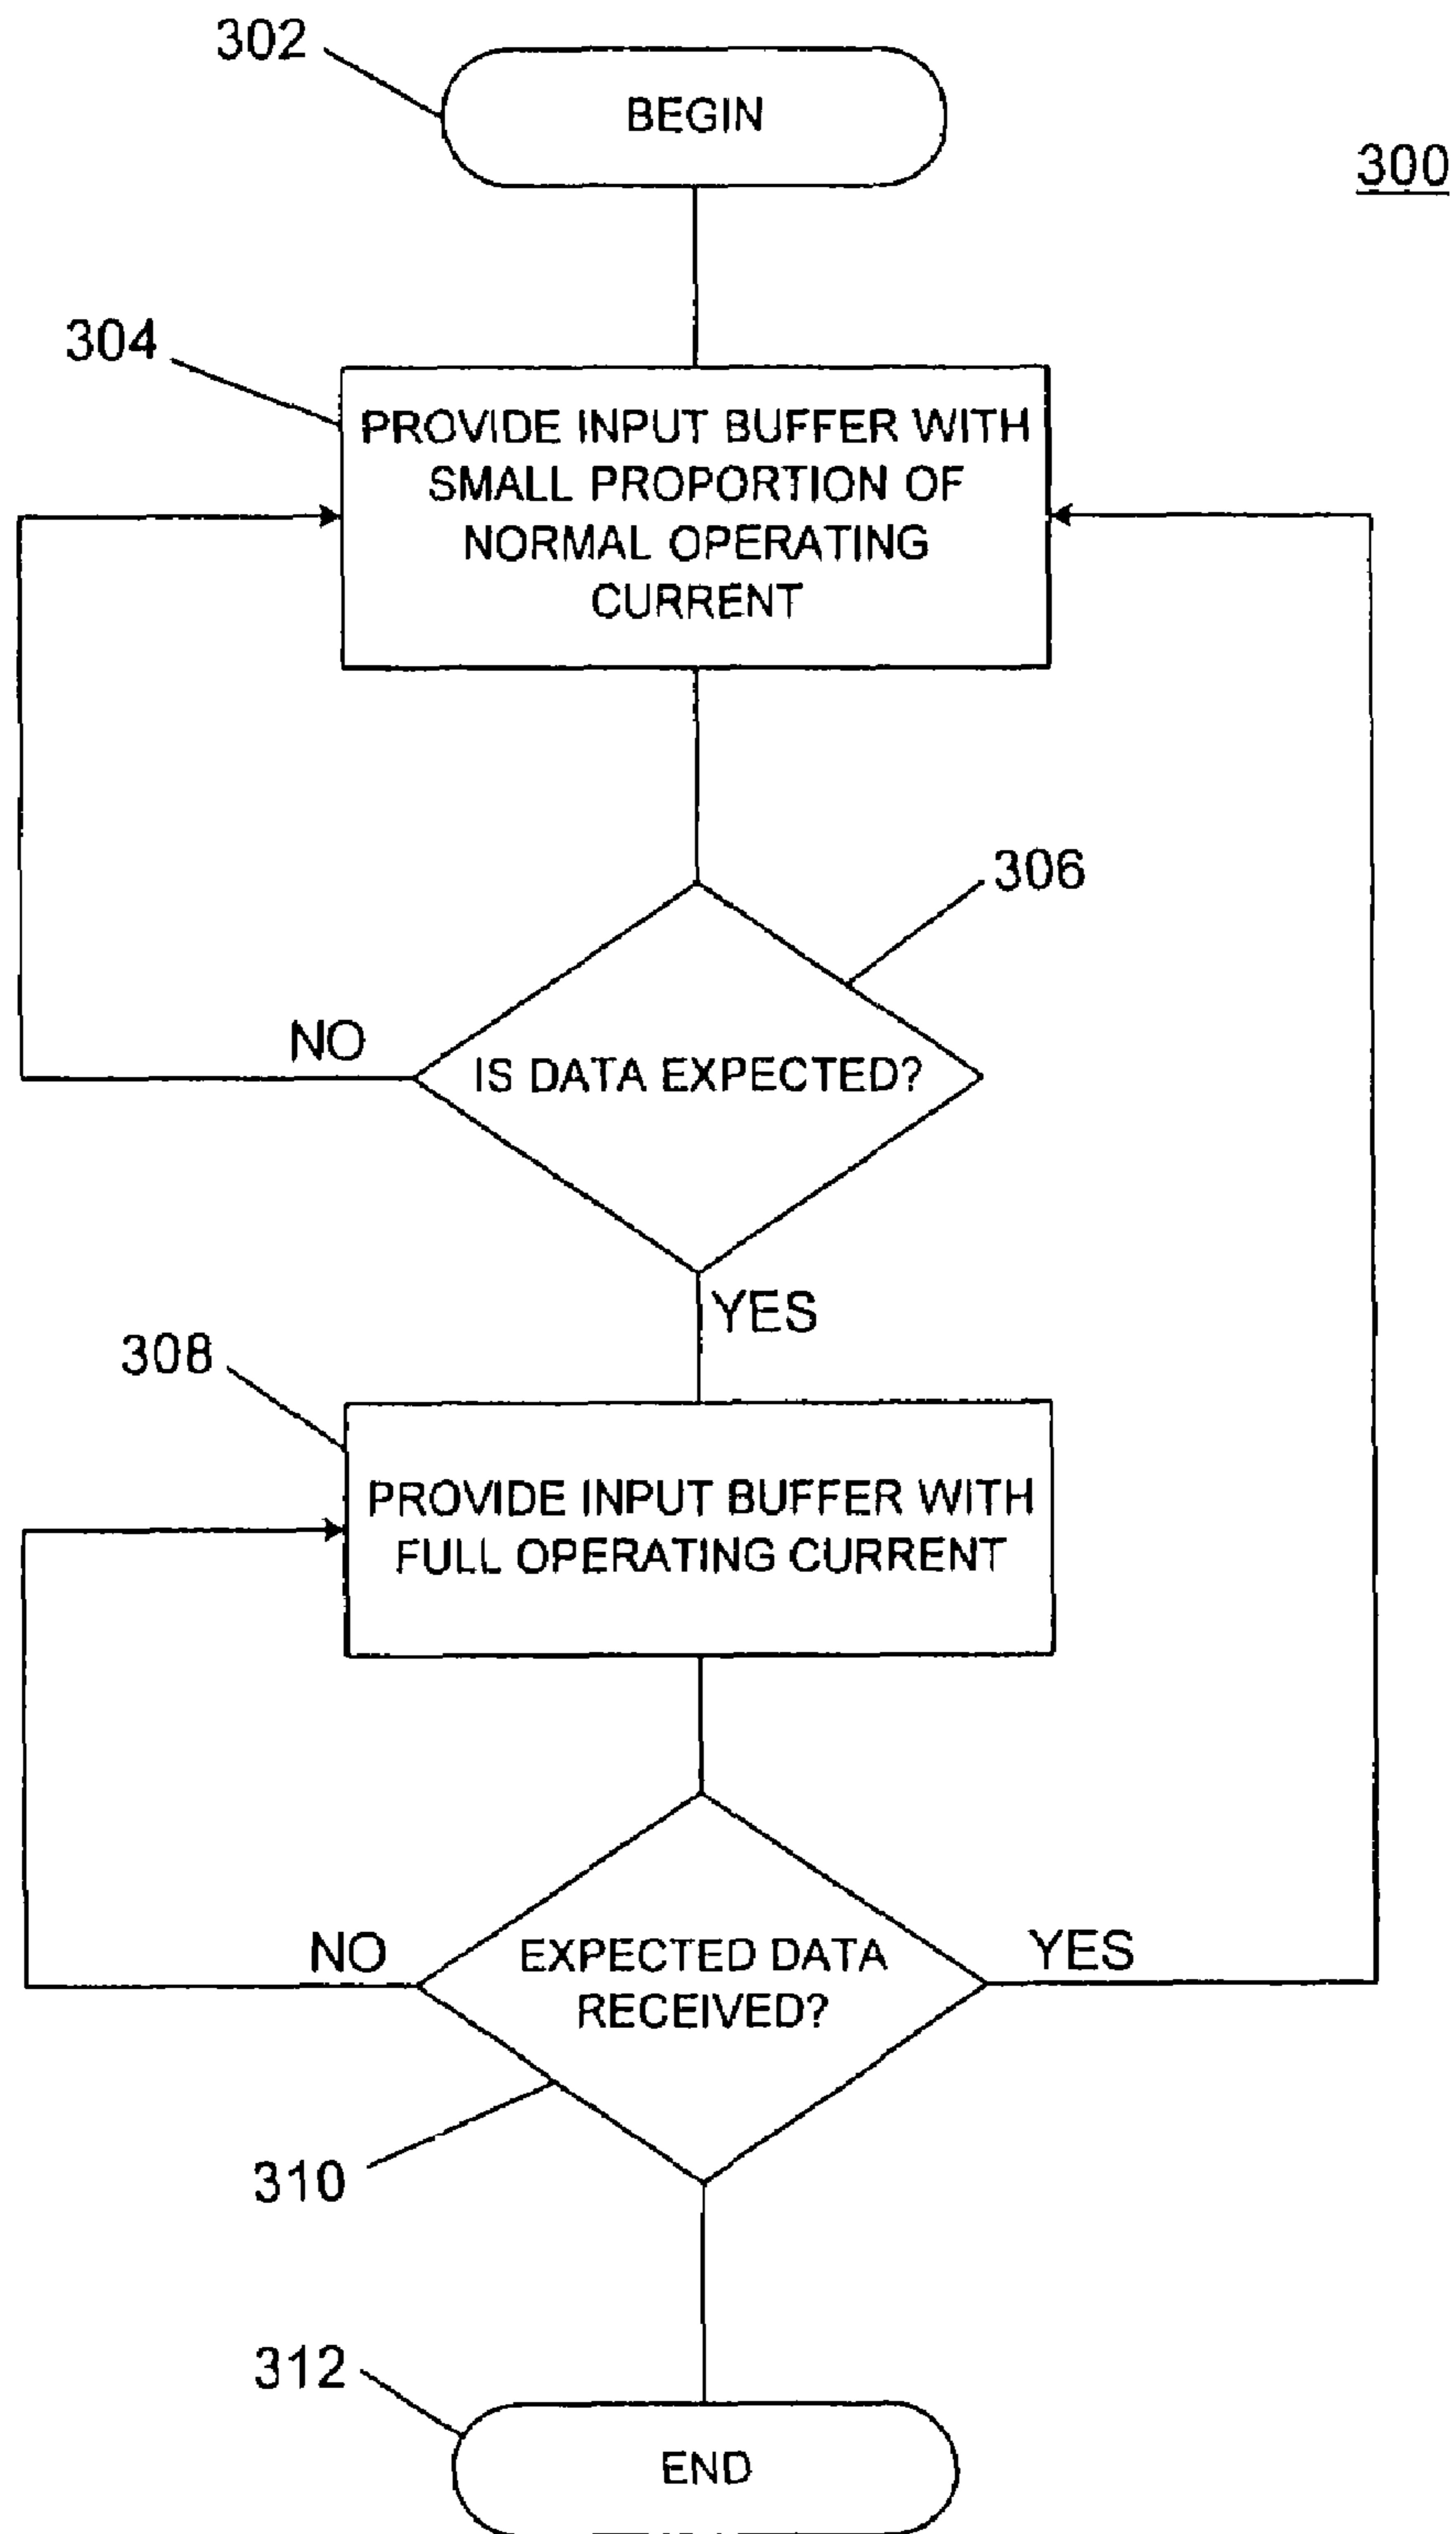 302
BEGIN
300
304
PROVIDE INPUT BUFFER WITH
SMALL PROPORTION OF
NORMAL OPERATING
CURRENT
306
NO
IS DATA EXPECTED?
YES
308
PROVIDE INPUT BUFFER WITH
FULL OPERATING CURRENT
NO
EXPECTED DATA
RECEIVED?
YES
310
312
END